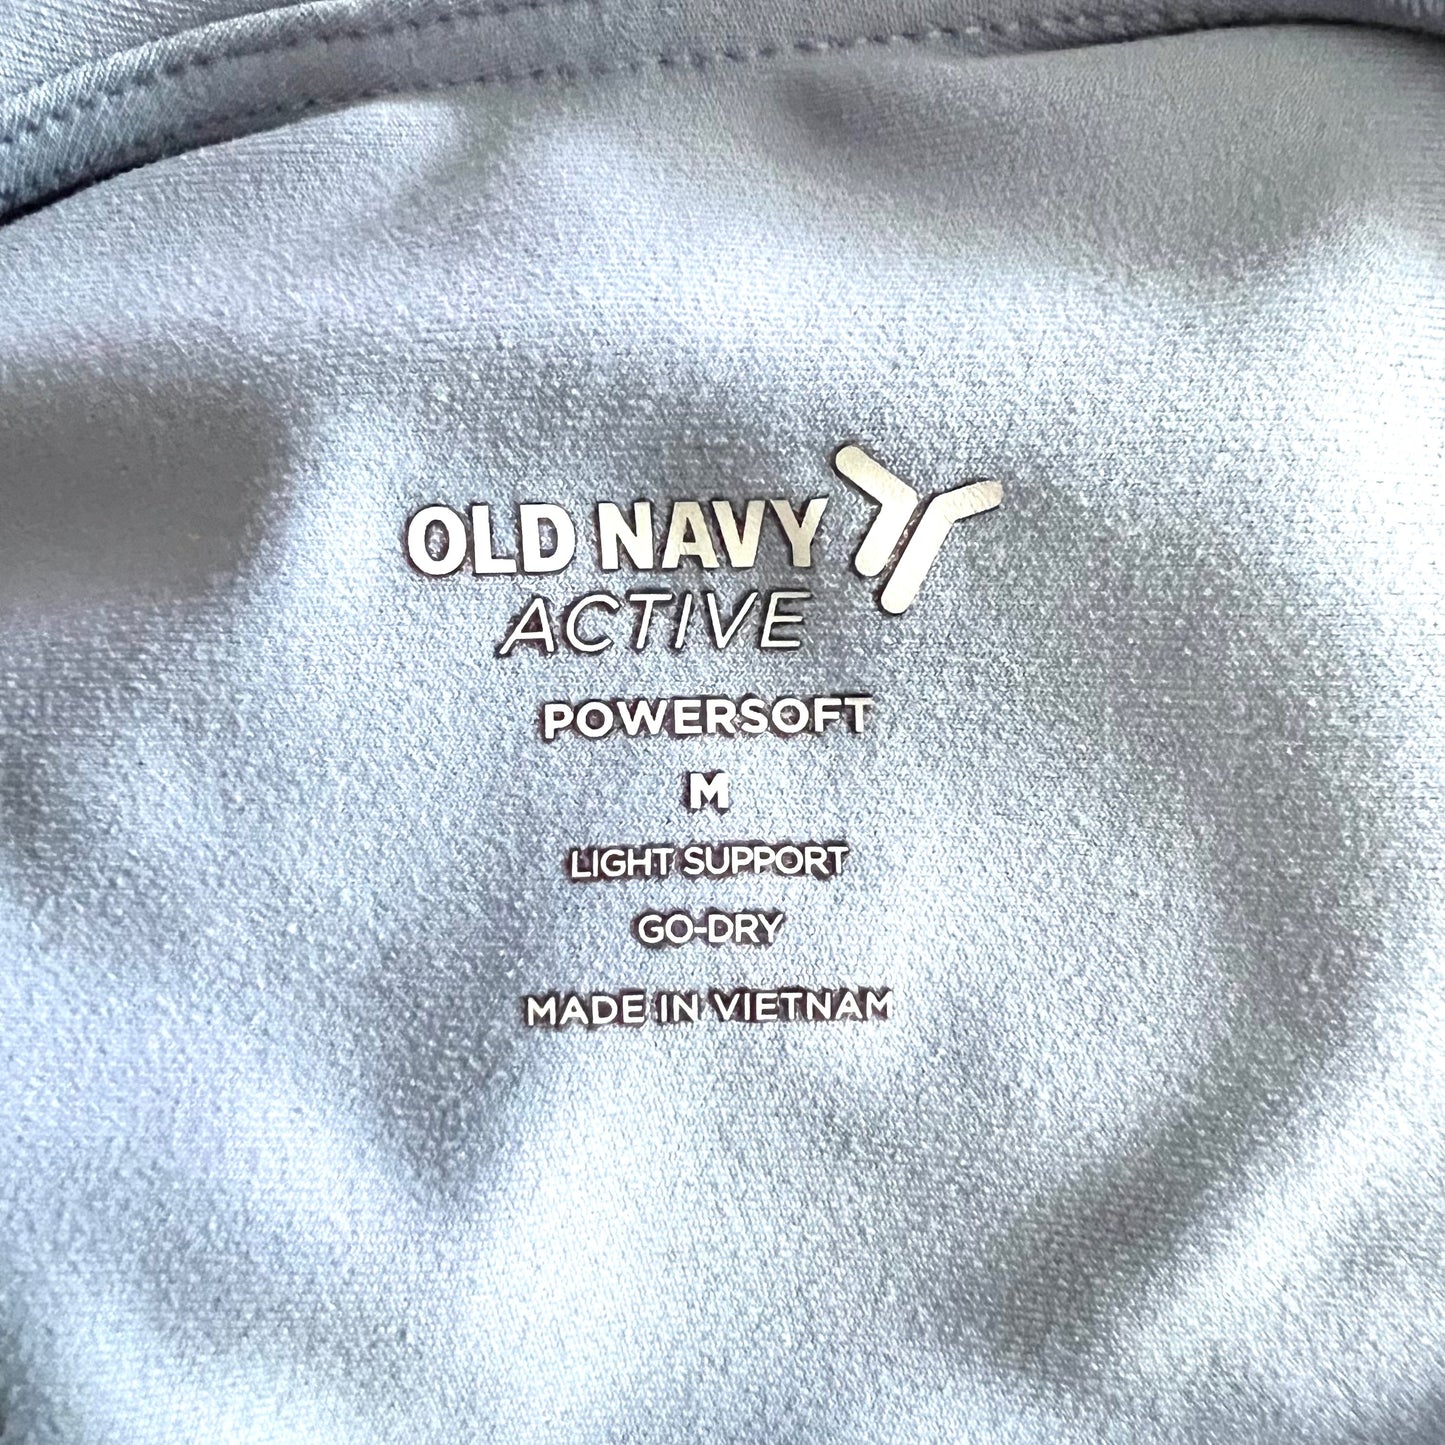 OLD NAVY
ACTIVE
POWERSOFT
M
LIGHT SUPPORT
GO-DRY
MADE IN VIETNAM